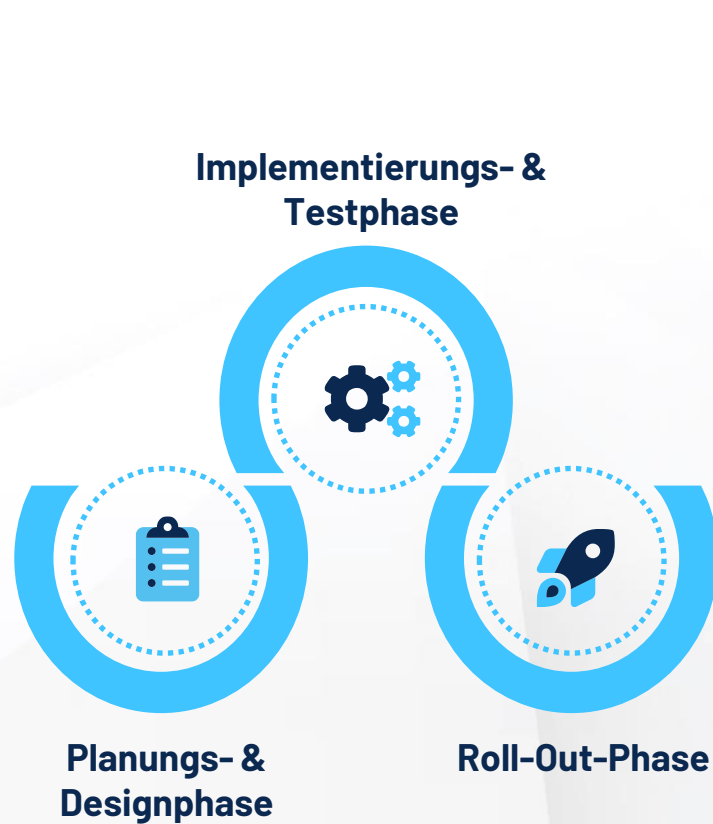 Implementierungs- &
Testphase
Planungs- &
Designphase
Roll-Out-Phase